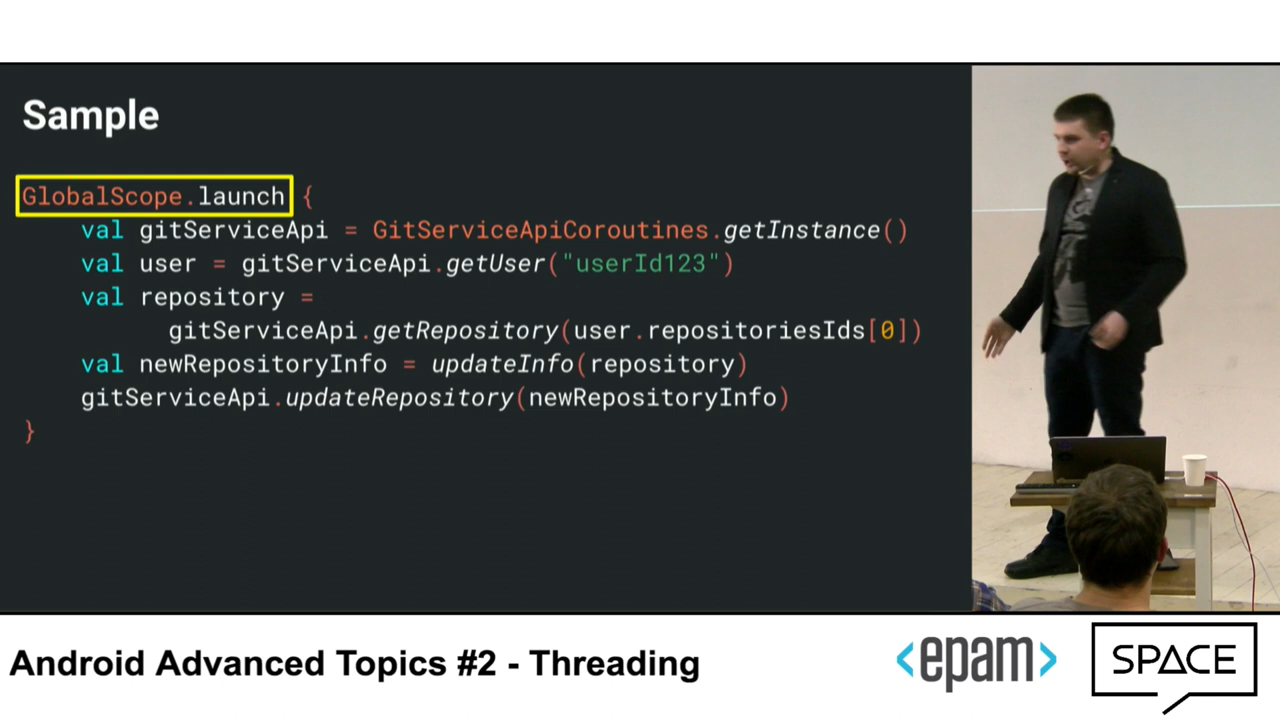 Sample
GlobalScope.launch {
    val gitServiceApi = GitServiceApiCoroutines.getInstance()
    val user = gitServiceApi.getUser("userId123")
    val repository =
        gitServiceApi.getRepository(user.repositoriesIds[0])
    val newRepositoryInfo = updateInfo(repository)
    gitServiceApi.updateRepository(newRepositoryInfo)
}
Android Advanced Topics #2 - Threading
<epam>
SPACE